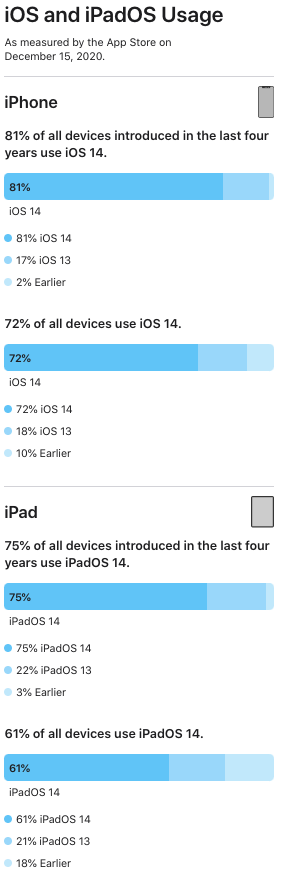 iOS and iPadOS Usage
As measured by the App Store on
December 15, 2020.
iPhone
81% of all devices introduced in the last four
years use iOS 14.
81%
iOS 14
81% iOS 14
17% iOS 13
2% Earlier
72% of all devices use iOS 14.
72%
iOS 14
72% iOS 14
18% iOS 13
10% Earlier
iPad
75% of all devices introduced in the last four
years use iPadOS 14.
75%
iPadOS 14
75% iPadOS 14
22% iPadOS 13
3% Earlier
61% of all devices use iPadOS 14.
61%
iPadOS 14
61% iPadOS 14
21% iPadOS 13
18% Earlier